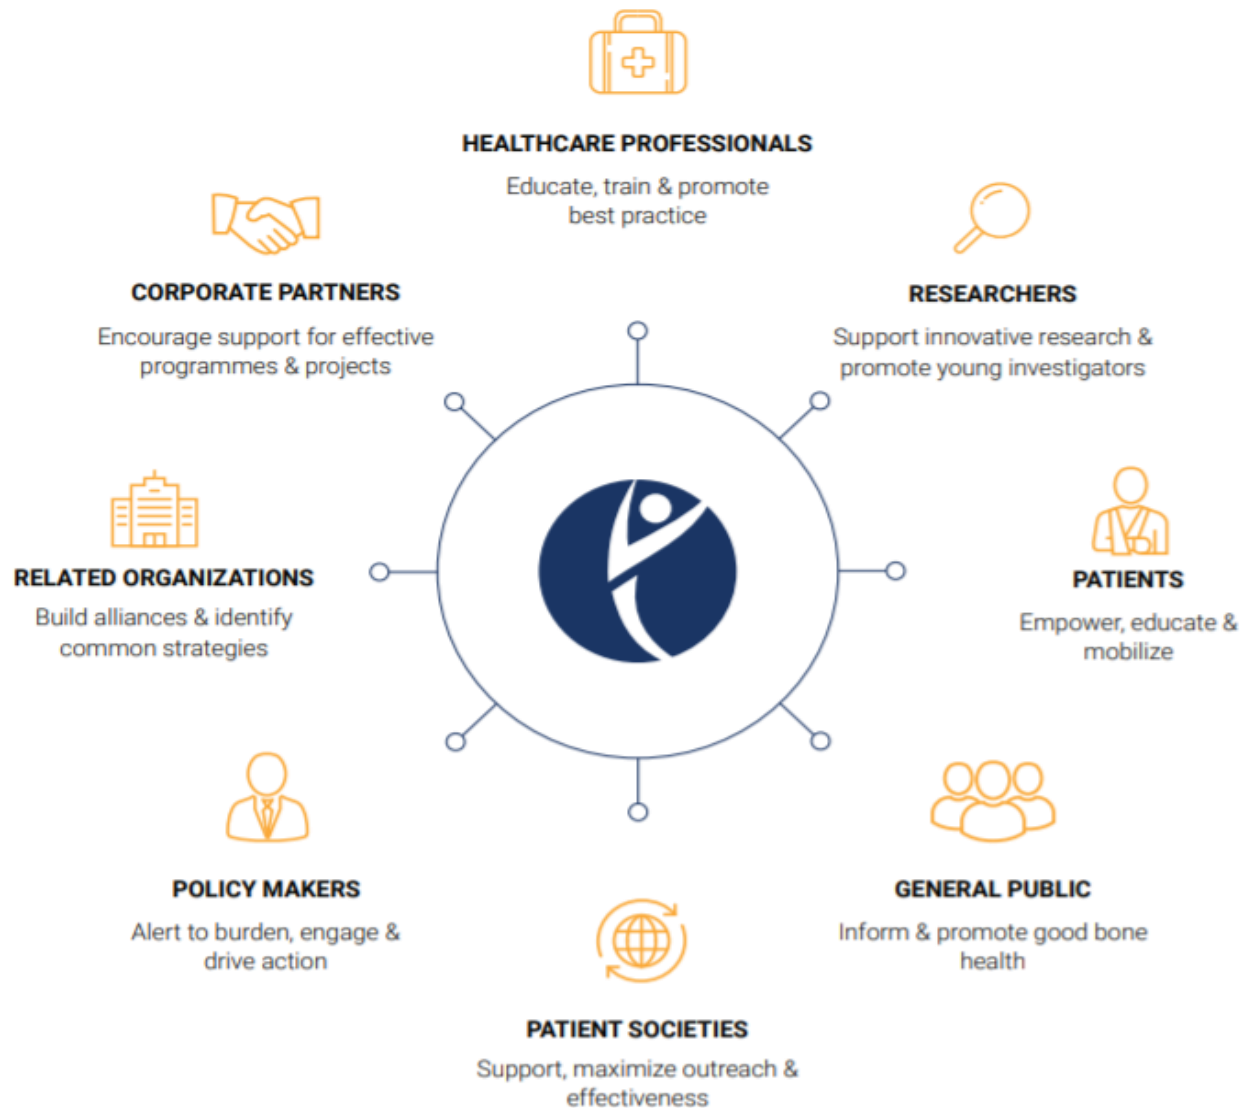 HEALTHCARE PROFESSIONALS
Educate, train & promote
best practice
CORPORATE PARTNERS
Encourage support for effective
programmes & projects
RESEARCHERS
Support innovative research &
promote young investigators
RELATED ORGANIZATIONS
Build alliances & identify
common strategies
PATIENTS
Empower, educate &
mobilize
POLICY MAKERS
Alert to burden, engage &
drive action
GENERAL PUBLIC
Inform & promote good bone
health
PATIENT SOCIETIES
Support, maximize outreach &
effectiveness